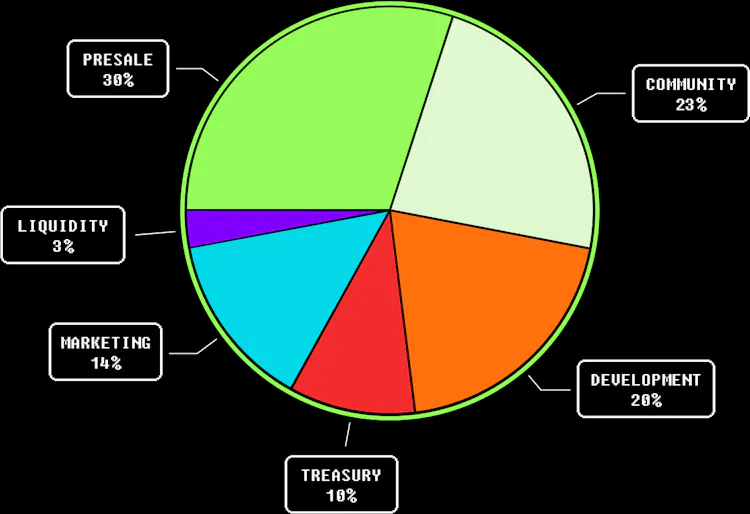 PRESALE
30%
COMMUNITY
23%
LIQUIDITY
3%
MARKETING
14%
DEVELOPMENT
20%
TREASURY
10%